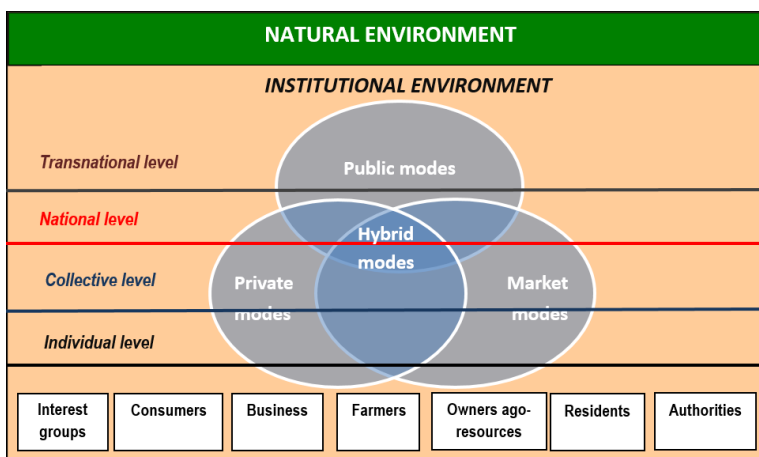 NATURAL ENVIRONMENT
INSTITUTIONAL ENVIRONMENT
Transnational level
Public modes
National level
Hybrid
modes
Collective level
Private
modes
Market
modes
Individual level
Interest
groups
Consumers
Business
Farmers
Owners ago-
resources
Residents
Authorities